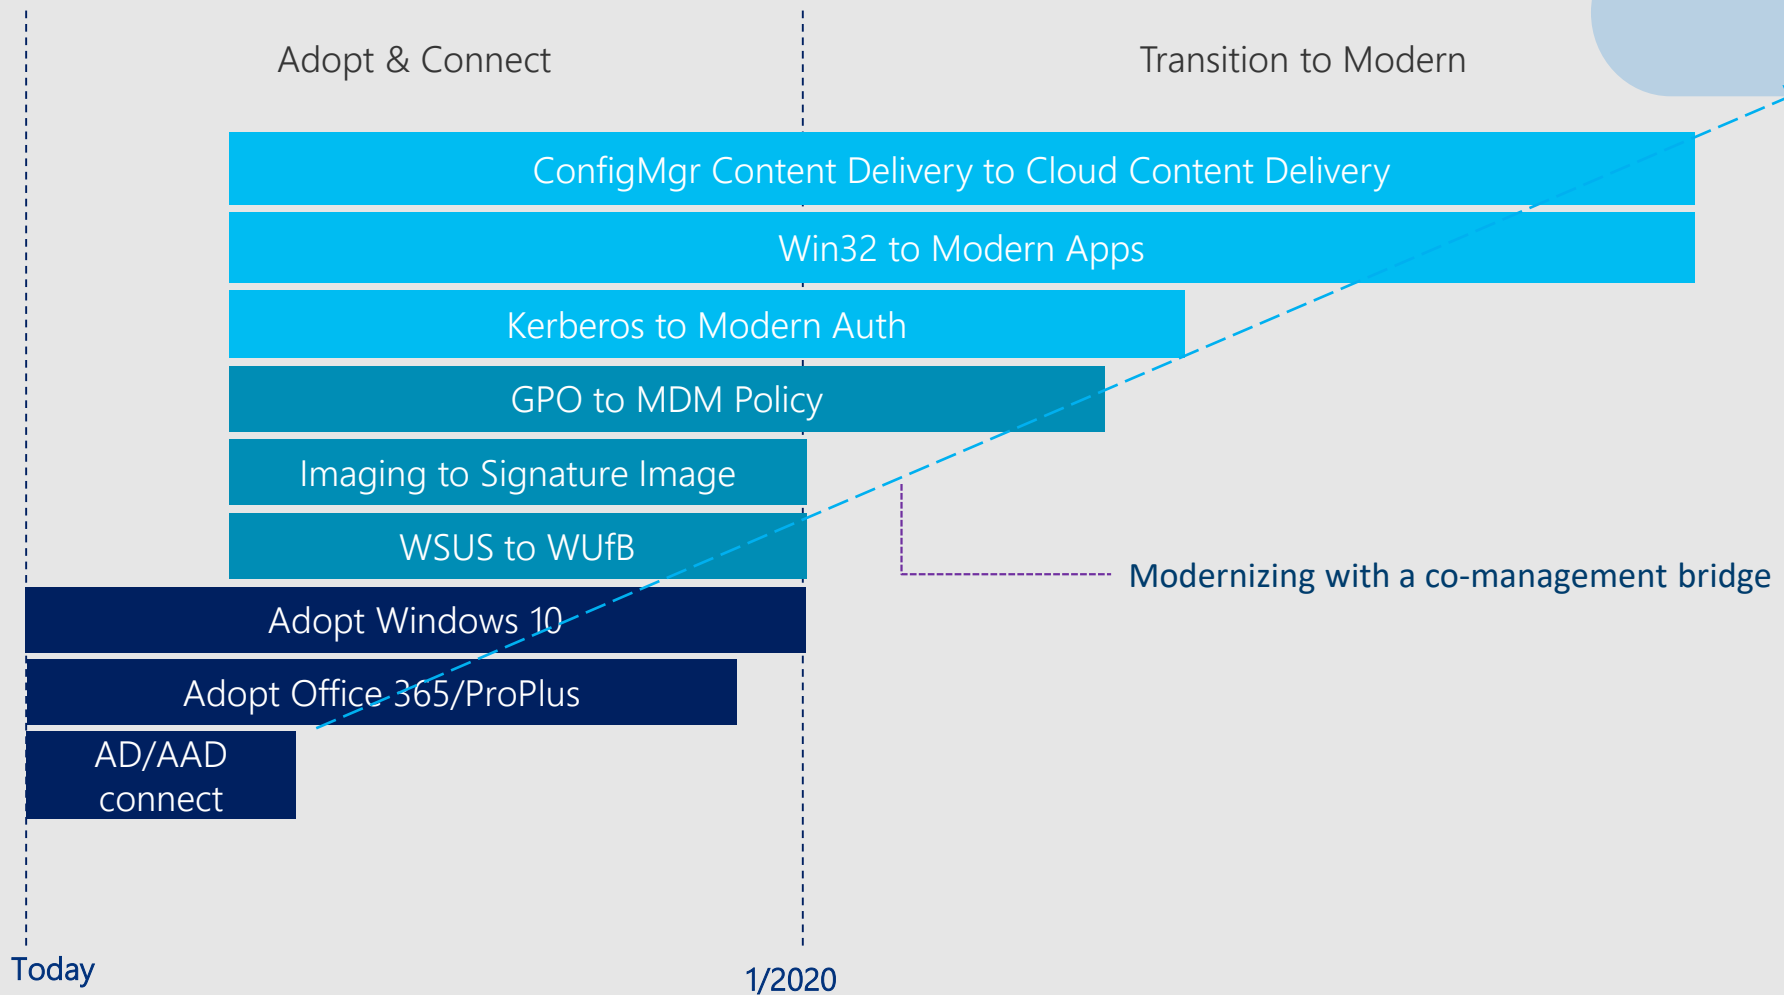 Adopt & Connect
Transition to Modern
ConfigMgr Content Delivery to Cloud Content Delivery
Win32 to Modern Apps
Kerberos to Modern Auth
GPO to MDM Policy
Imaging to Signature Image
WSUS to WUfB
Modernizing with a co-management bridge
Adopt Windows 10
Adopt Office 365/ProPlus
AD/AAD
connect
Today
1/2020